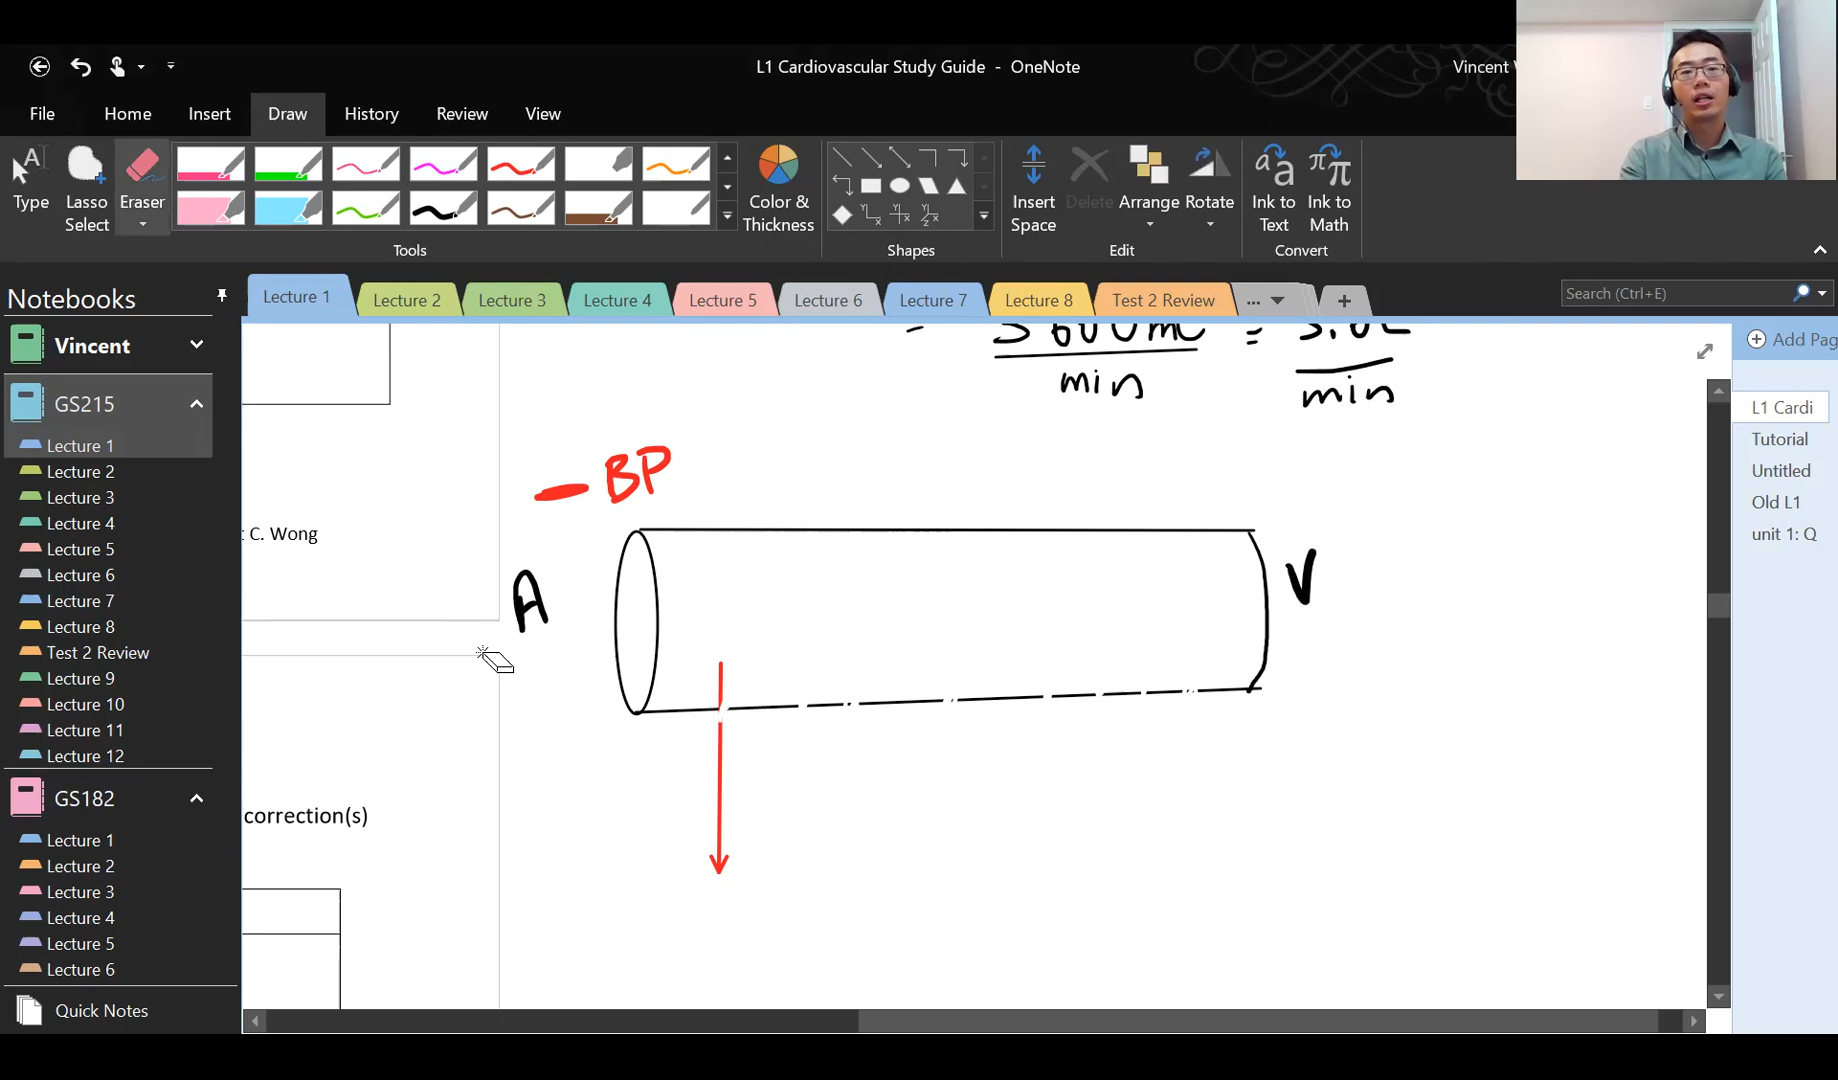 L1 Cardiovascular Study Guide - OneNote
Vincent
File Home Insert Draw History Review View
Type
Lasso Select
Eraser
Color & Thickness
Insert Space
Delete
Arrange
Rotate
Ink to Text
Ink to Math
Tools
Shapes
Edit
Convert
Notebooks
Lecture 1 Lecture 2 Lecture 3 Lecture 4 Lecture 5 Lecture 6 Lecture 7 Lecture 8 Test 2 Review ...
Search (Ctrl+E)
Vincent
GS215
Lecture 1
Lecture 2
Lecture 3
Lecture 4
Lecture 5
Lecture 6
Lecture 7
Lecture 8
Test 2 Review
Lecture 9
Lecture 10
Lecture 11
Lecture 12
GS182
Lecture 1
Lecture 2
Lecture 3
Lecture 4
Lecture 5
Lecture 6
Quick Notes
=
min
=
min
- BP
C. Wong
A
V
correction(s)
Add Pag
L1 Cardi
Tutorial
Untitled
Old L1
unit 1: Q